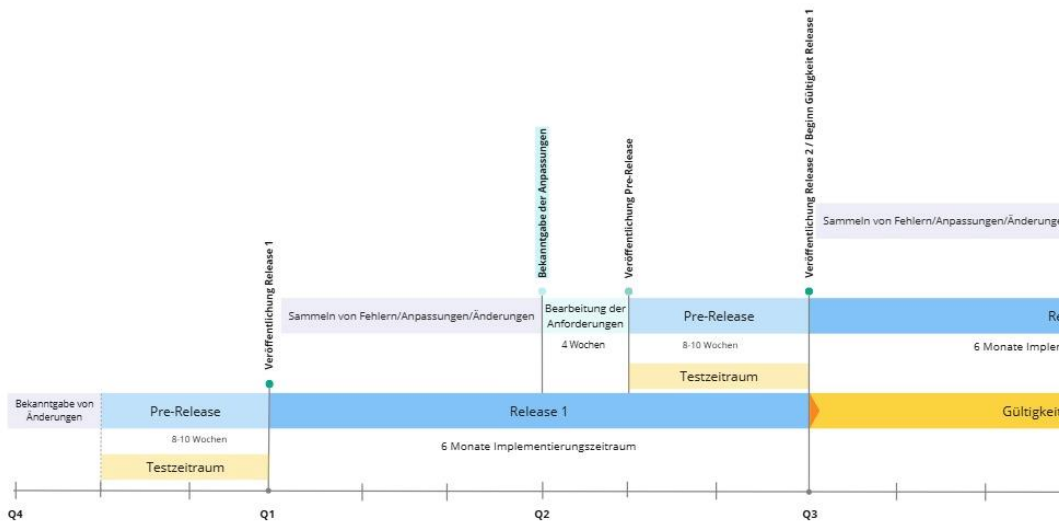 Veröffentlichung Release 1
Bekanntgabe der Anpassungen
Veröffentlichung Pre-Release
Veröffentlichung Release 2 / Beginn Gültigkeit Release 1
Sammeln von Fehlern/Anpassungen/Änderunge
Sammeln von Fehlern/Anpassungen/Änderungen
Bearbeitung der
Anforderungen
4 Wochen
Pre-Release
8-10 Wochen
Testzeitraum
Re
6 Monate Implem
Bekanntgabe von
Änderungen
Pre-Release
8-10 Wochen
Testzeitraum
Release 1
6 Monate Implementierungszeitraum
Gültigkeit
Q4
Q1
Q2
Q3